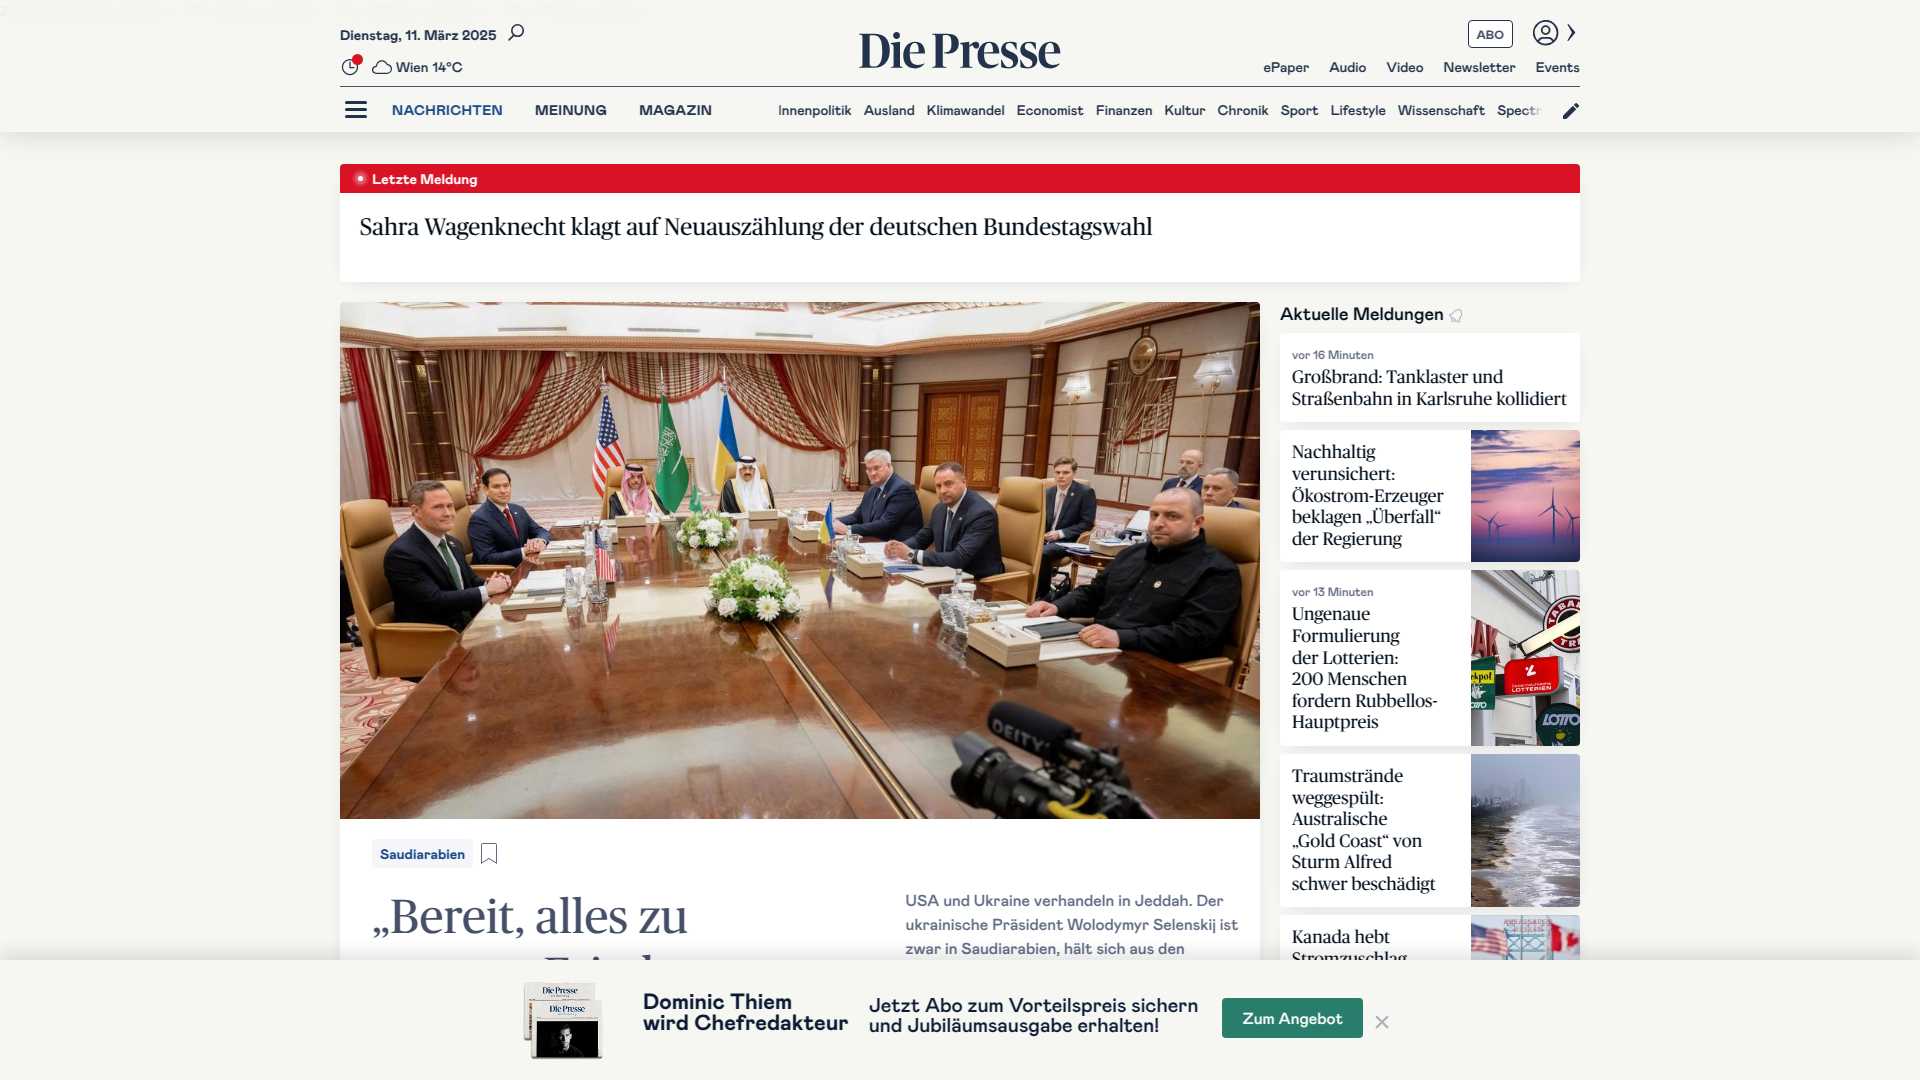 Dienstag, 11. März 2025
Wien 14°C
Die Presse
ABO
ePaper Audio Video Newsletter Events
NACHRICHTEN MEINUNG MAGAZIN
Innenpolitik Ausland Klimawandel Economist Finanzen Kultur Chronik Sport Lifestyle Wissenschaft
Letzte Meldung
Sahra Wagenknecht klagt auf Neuauszählung der deutschen Bundestagswahl
DEITY
Saudiarabien
„Bereit, alles zu
USA und Ukraine verhandeln in Jeddah. Der
ukrainische Präsident Wolodymyr Selenskij ist
zwar in Saudiarabien, hält sich aus den
Aktuelle Meldungen
vor 16 Minuten
Großbrand: Tanklaster und
Straßenbahn in Karlsruhe kollidiert
Nachhaltig
verunsichert:
Ökostrom-Erzeuger
beklagen „Überfall“
der Regierung
vor 13 Minuten
Ungenaue
Formulierung
der Lotterien:
200 Menschen
fordern Rubbellos-
Hauptpreis
LOTTERIEN
LOTTO
Traumstrände
weggespült:
Australische
„Gold Coast“ von
Sturm Alfred
schwer beschädigt
Kanada hebt
Stromzuschlag
Die Presse
Die Presse
Dominic Thiem
wird Chefredakteur
Jetzt Abo zum Vorteilspreis sichern
und Jubiläumsausgabe erhalten!
Zum Angebot